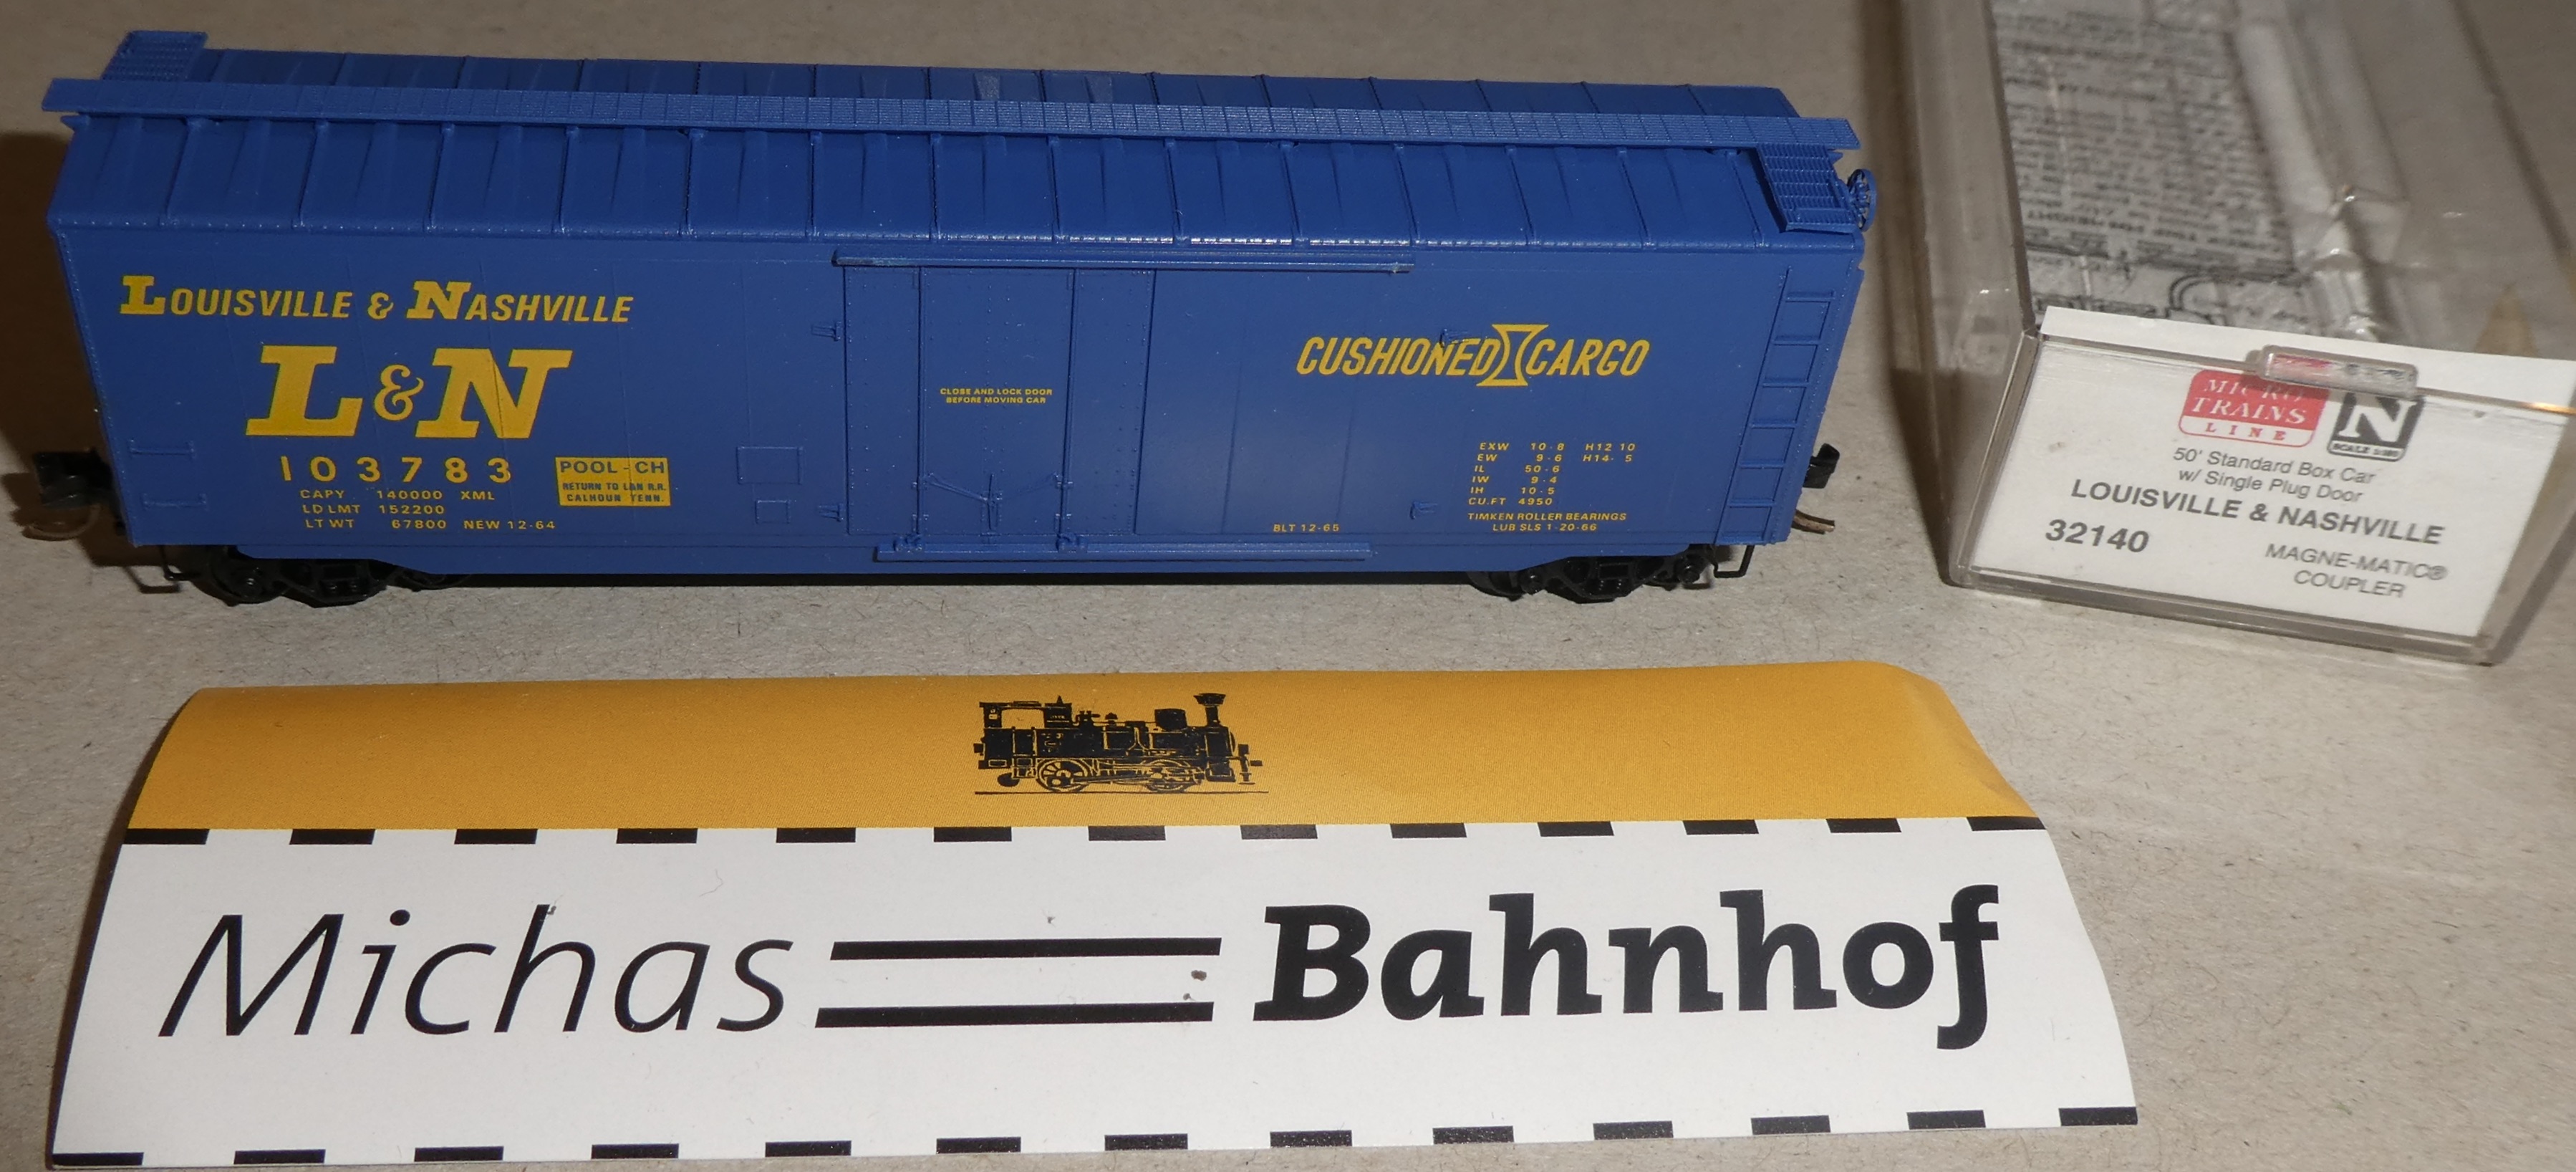 LOUISVILLE & NASHVILLE
L&N
103783
CAPY. 140000 XML
LD LMT 152200
LT WT 67800 NEW 12-64
POOL-CH
RETURN TO L&N R.R.
CALHOUN TENN.
CLOSE AND LOCK DOOR
BEFORE MOVING CAR
CUSHIONED CARGO
EXW 10-8 H12 10
EW 9-6 H14-5
IL 50-6
IW 9-4
IH 10-5
CU.FT 4950
TIMKEN ROLLER BEARINGS
LUB SLS 1-20-66
BLT 12-65
MICRO
TRAINS
LINE
N
SCALE 1:160
50' Standard Box Car
w/ Single Plug Door
LOUISVILLE & NASHVILLE
32140
MAGNE-MATIC®
COUPLER
Michas Bahnhof